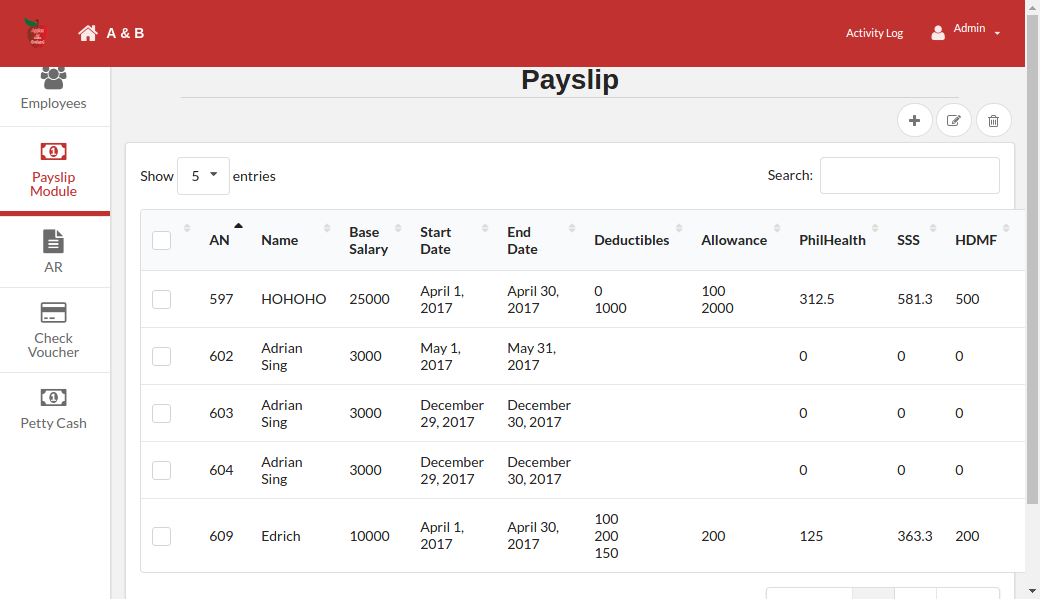 A & B
Activity Log
Admin
Employees
Payslip
Module
AR
Check
Voucher
Petty Cash
Payslip
Show 5 entries
Search:
AN Name Base Salary Start Date End Date Deductibles Allowance PhilHealth SSS HDMF
597 HOHOHO 25000 April 1, 2017 April 30, 2017 0 1000 100 2000 312.5 581.3 500
602 Adrian Sing 3000 May 1, 2017 May 31, 2017 0 0 0
603 Adrian Sing 3000 December 29, 2017 December 30, 2017 0 0 0
604 Adrian Sing 3000 December 29, 2017 December 30, 2017 0 0 0
609 Edrich 10000 April 1, 2017 April 30, 2017 100 200 150 200 125 363.3 200